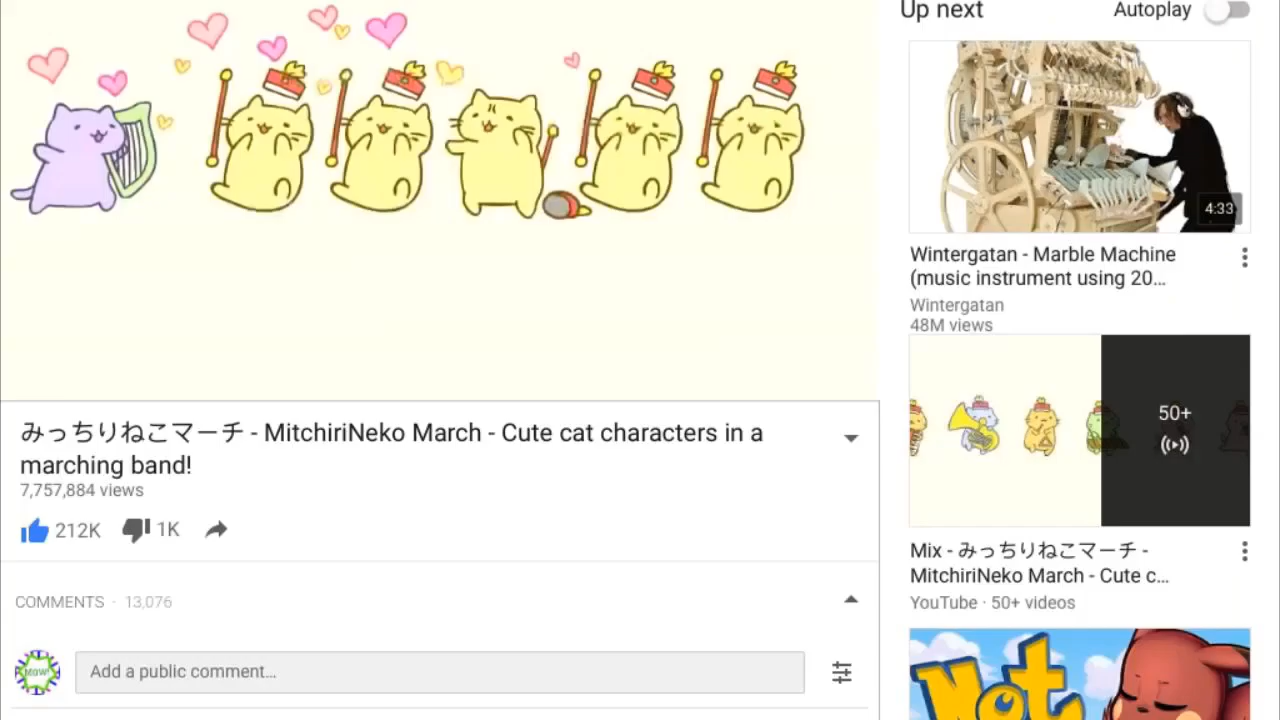 Up next
Autoplay
4:33
Wintergatan - Marble Machine
(music instrument using 20...
Wintergatan
48M views
50+
Mix - みっちりねこマーチ -
MitchiriNeko March - Cute c...
YouTube · 50+ videos
Not
みっちりねこマーチ - MitchiriNeko March - Cute cat characters in a
marching band!
7,757,884 views
212K
1K
COMMENTS · 13,076
MOW!
Add a public comment...